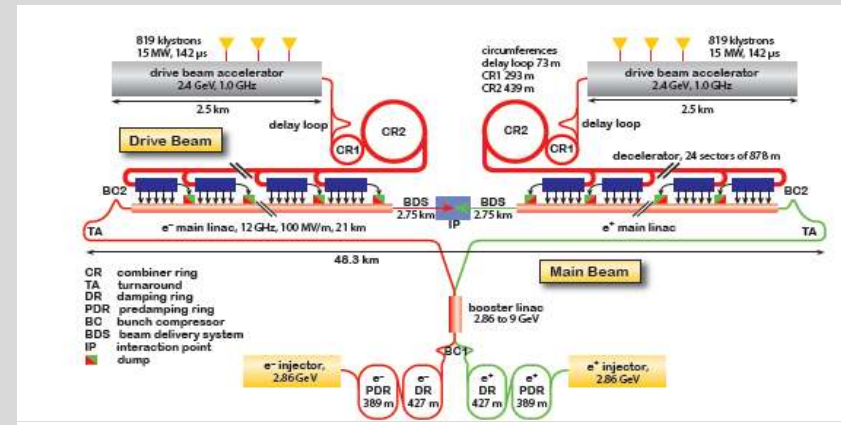 819 klystrons
15 MW, 142 µs
drive beam accelerator
2.4 GeV, 1.0 GHz
2.5 km
delay loop
CR1
CR2
Drive Beam
circumferences
delay loop 73 m
CR1 293 m
CR2 439 m
819 klystrons
15 MW, 142 µs
drive beam accelerator
2.4 GeV, 1.0 GHz
2.5 km
CR2
CR1
delay loop
decelerator, 24 sectors of 878 m
BC2
BDS
2.75 km
IP
BDS
2.75 km
BC2
TA
e⁻ main linac, 12 GHz, 100 MV/m, 21 km
e⁺ main linac
TA
48.3 km
Main Beam
CR combiner ring
TA turnaround
DR damping ring
PDR predamping ring
BC bunch compressor
BDS beam delivery system
IP interaction point
dump
booster linac
2.86 to 9 GeV
BC1
e⁻ injector,
2.86 GeV
e⁻
PDR
389 m
e⁻
DR
427 m
e⁺
DR
427 m
e⁺
PDR
389 m
e⁺ injector,
2.86 GeV